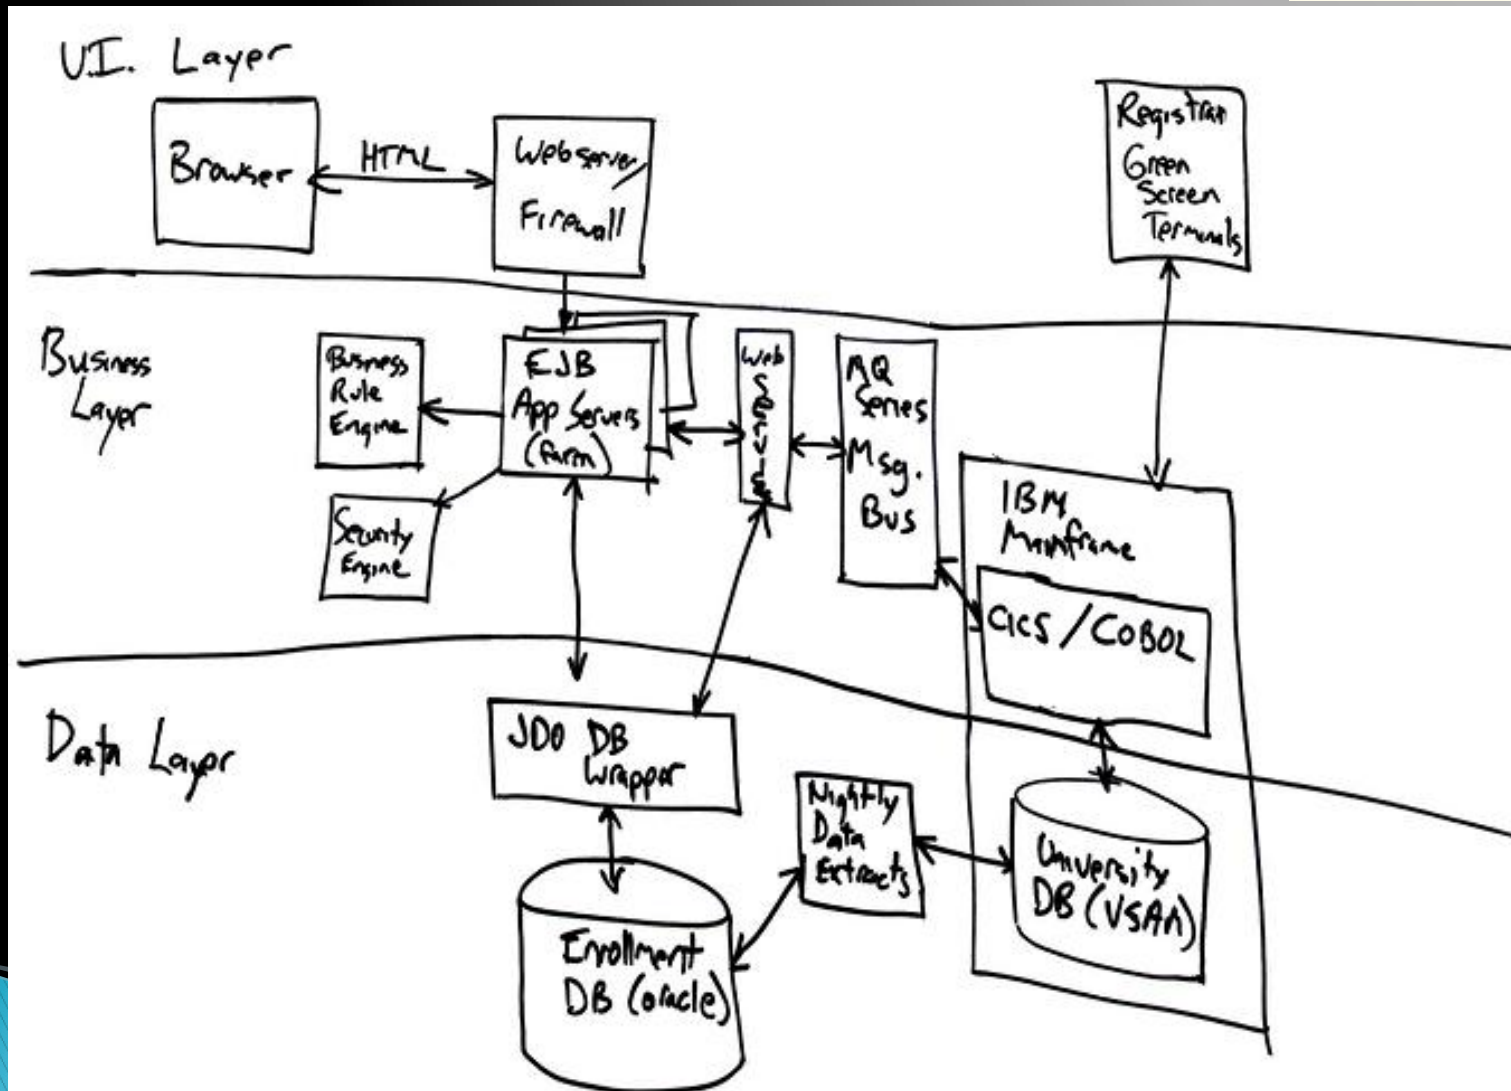 U.I. Layer
Browser
HTML
Webserver/
Firewall
Registrar
Green
Screen
Terminals
Business
Layer
Business
Rule
Engine
EJB
App Servers
(farm)
Security
Engine
Web
MQ
Series
Msg.
Bus
IBM
Mainframe
CICS / COBOL
Data Layer
JDO DB
Wrapper
Nightly
Data
Extracts
University
DB (VSAM)
Enrollment
DB (oracle)